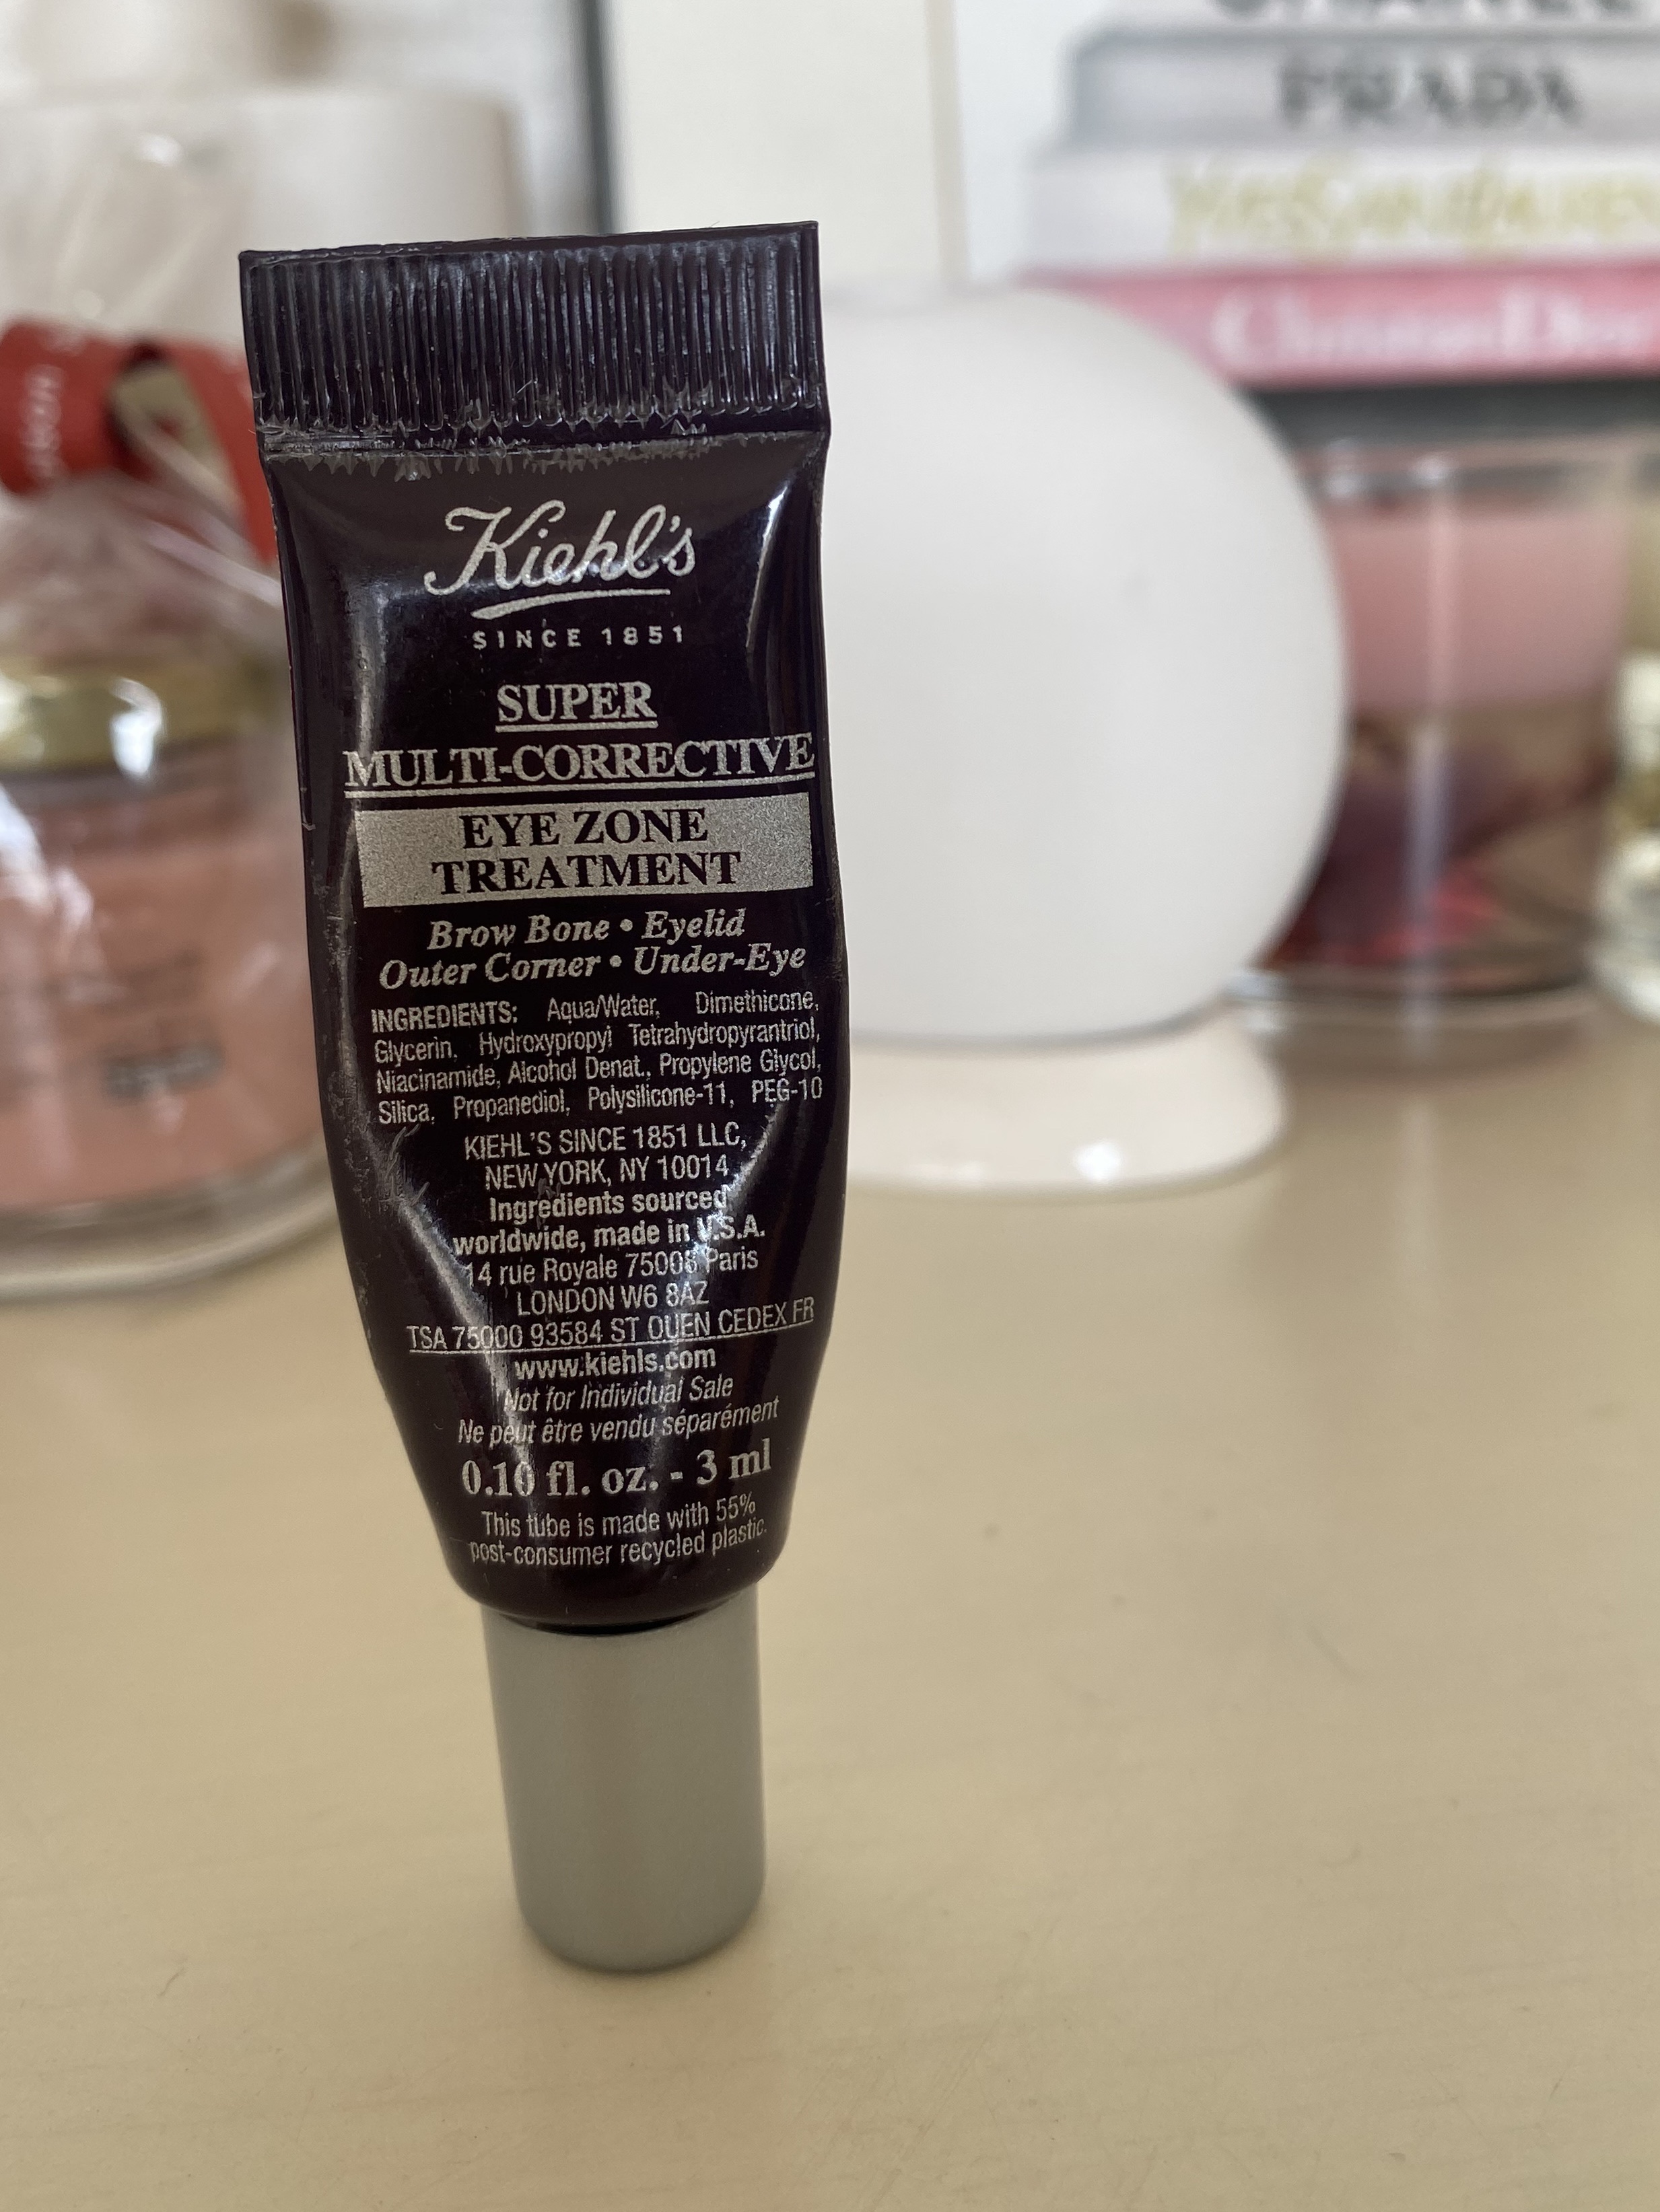 PRADA
Kiehl's
SINCE 1851
SUPER
MULTI-CORRECTIVE
EYE ZONE
TREATMENT
Brow Bone • Eyelid
Outer Corner • Under-Eye
INGREDIENTS: Aqua/Water, Dimethicone,
Glycerin, Hydroxypropyl Tetrahydropyrantriol,
Niacinamide, Alcohol Denat., Propylene Glycol,
Silica, Propanediol, Polysilicone-11, PEG-10
KIEHL'S SINCE 1851 LLC,
NEW YORK, NY 10014
Ingredients sourced
worldwide, made in U.S.A.
14 rue Royale 75008 Paris
LONDON W6 8AZ
TSA 75000 93584 ST OUEN CEDEX FR
www.kiehls.com
Not for Individual Sale
Ne peut être vendu séparément
0.10 fl. oz. - 3 ml
This tube is made with 55%
post-consumer recycled plastic.